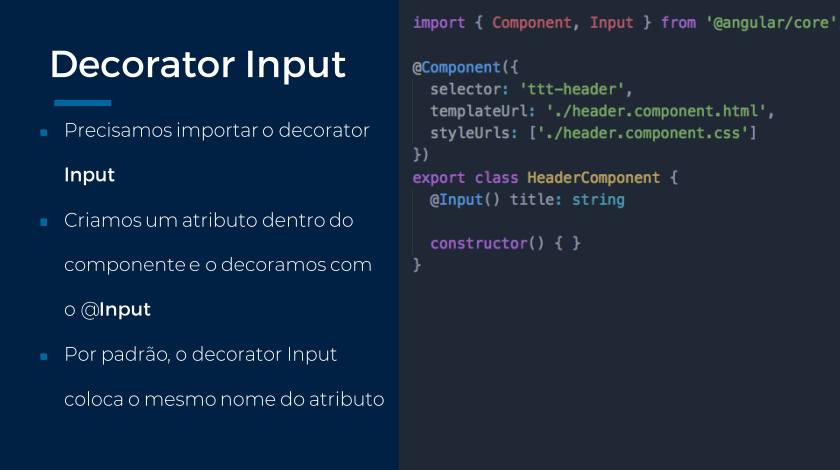 Decorator Input
Precisamos importar o decorator
Input
Criamos um atributo dentro do
componente e o decoramos com
o @Input
Por padrão, o decorator Input
coloca o mesmo nome do atributo
import { Component, Input } from '@angular/core'
@Component({
selector: 'ttt-header',
templateUrl: './header.component.html',
styleUrls: ['./header.component.css']
})
export class HeaderComponent {
@Input() title: string
constructor() { }
}